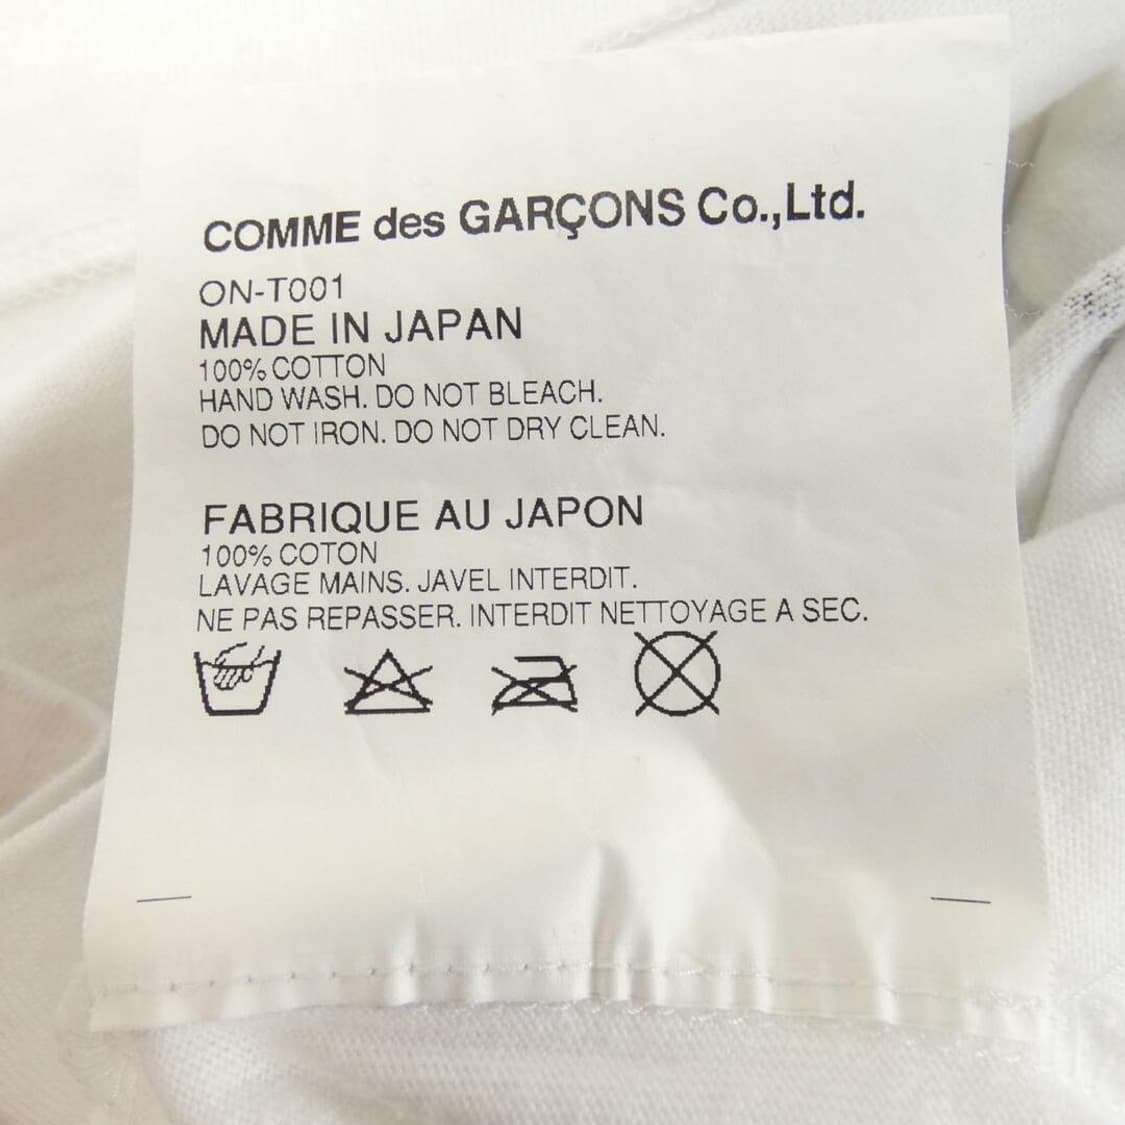 COMME des GARÇONS Co.,Ltd.
ON-T001
MADE IN JAPAN
100% COTTON
HAND WASH. DO NOT BLEACH.
DO NOT IRON. DO NOT DRY CLEAN.
FABRIQUE AU JAPON
100% COTON
LAVAGE MAINS. JAVEL INTERDIT.
NE PAS REPASSER. INTERDIT NETTOYAGE A SEC.